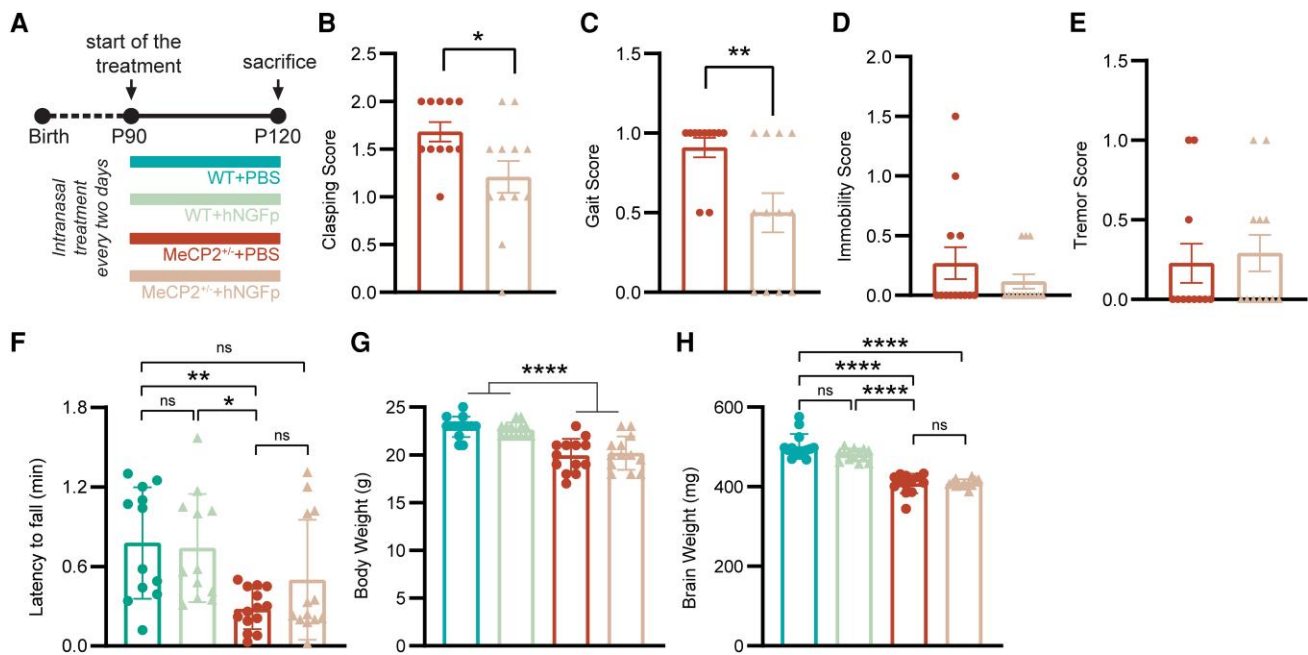 A
start of the
treatment
sacrifice
Birth
P90
P120
Intranasal
treatment
every two days
WT+PBS
WT+hNGFp
MeCP2+/-+PBS
MeCP2+/-+hNGFp
B
Clasping Score
2.5
2.0
1.5
1.0
0.5
0.0
*
C
Gait Score
1.5
1.0
0.5
0.0
**
D
Immobility Score
2.0
1.5
1.0
0.5
0.0
E
Tremor Score
1.5
1.0
0.5
0.0
F
Latency to fall (min)
1.8
1.2
0.6
0.0
ns
**
ns
*
ns
G
Body Weight (g)
25
20
15
10
5
0
****
H
Brain Weight (mg)
600
400
200
0
****
****
ns
****
ns